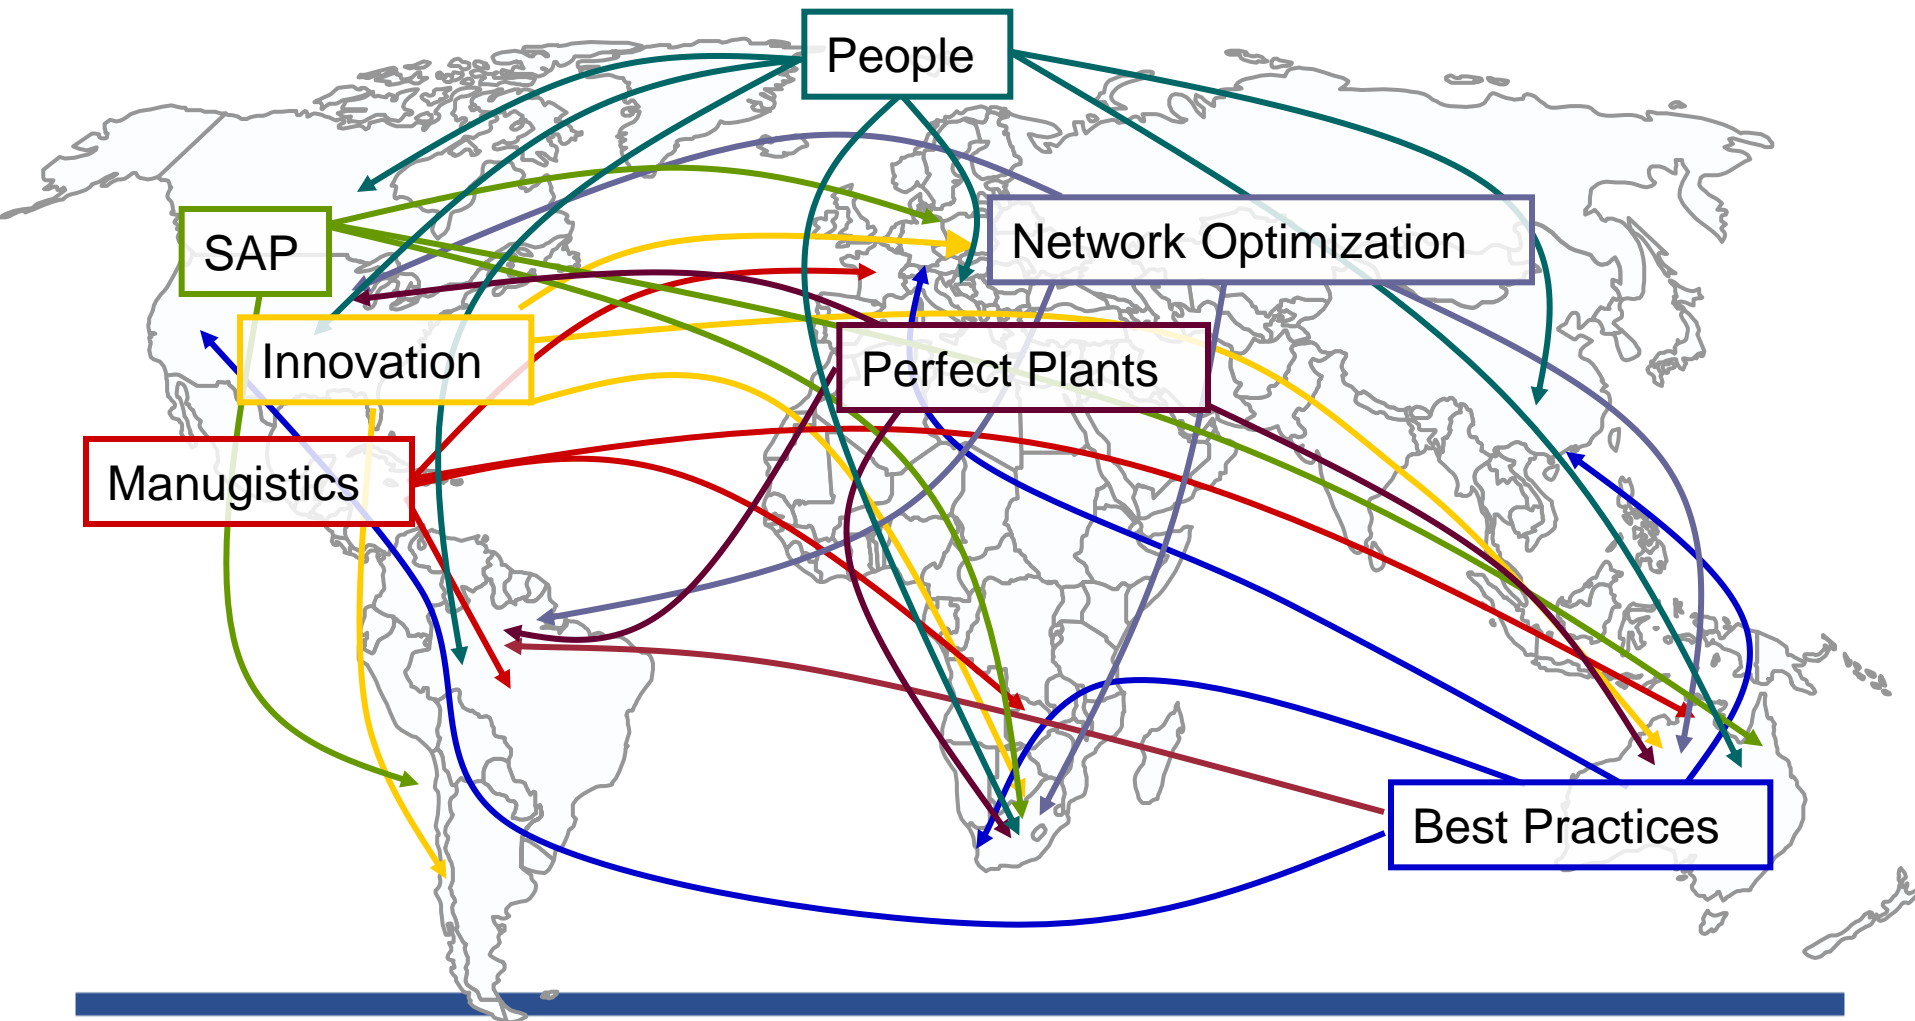 People
SAP
Network Optimization
Innovation
Perfect Plants
Manugistics
Best Practices